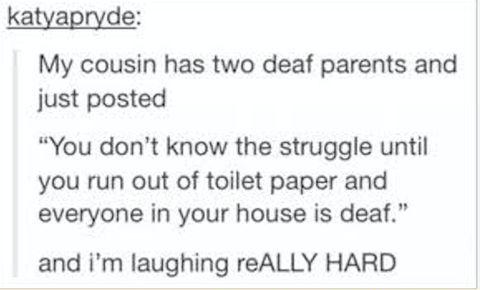 katyapryde:
My cousin has two deaf parents and
just posted
“You don’t know the struggle until
you run out of toilet paper and
everyone in your house is deaf.”
and i’m laughing reALLY HARD